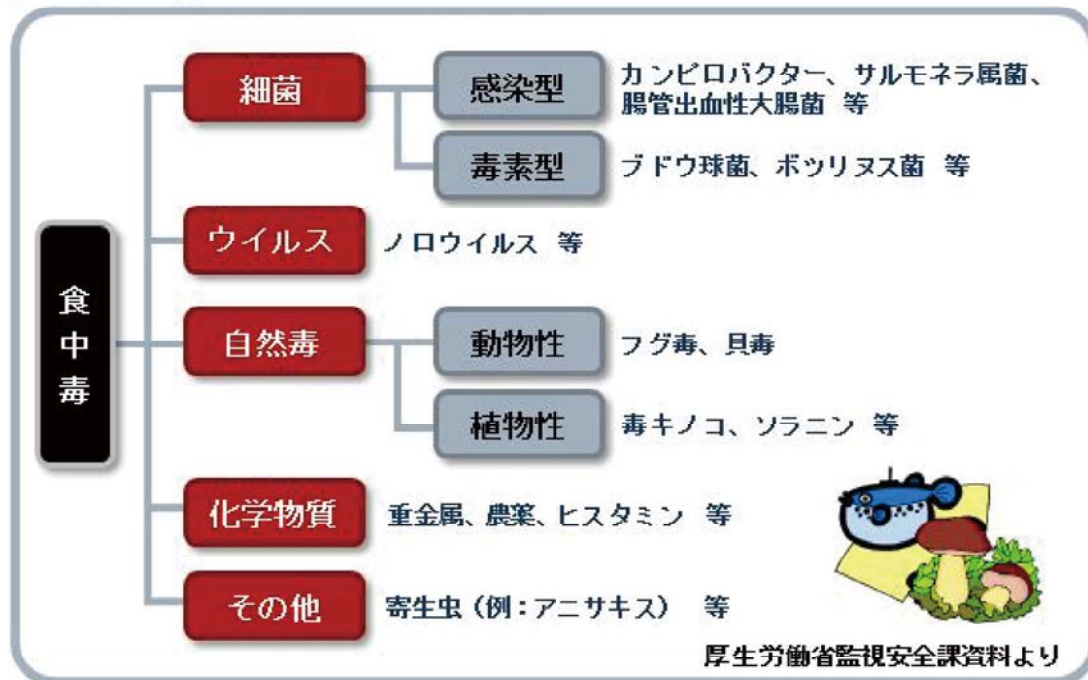 食中毒
細菌
感染型
カンピロバクター、サルモネラ属菌、
腸管出血性大腸菌 等
毒素型
ブドウ球菌、ボツリヌス菌 等
ウイルス
ノロウイルス 等
自然毒
動物性
フグ毒、貝毒
植物性
毒キノコ、ソラニン 等
化学物質
重金属、農薬、ヒスタミン 等
その他
寄生虫（例：アニサキス） 等
厚生労働省監視安全課資料より